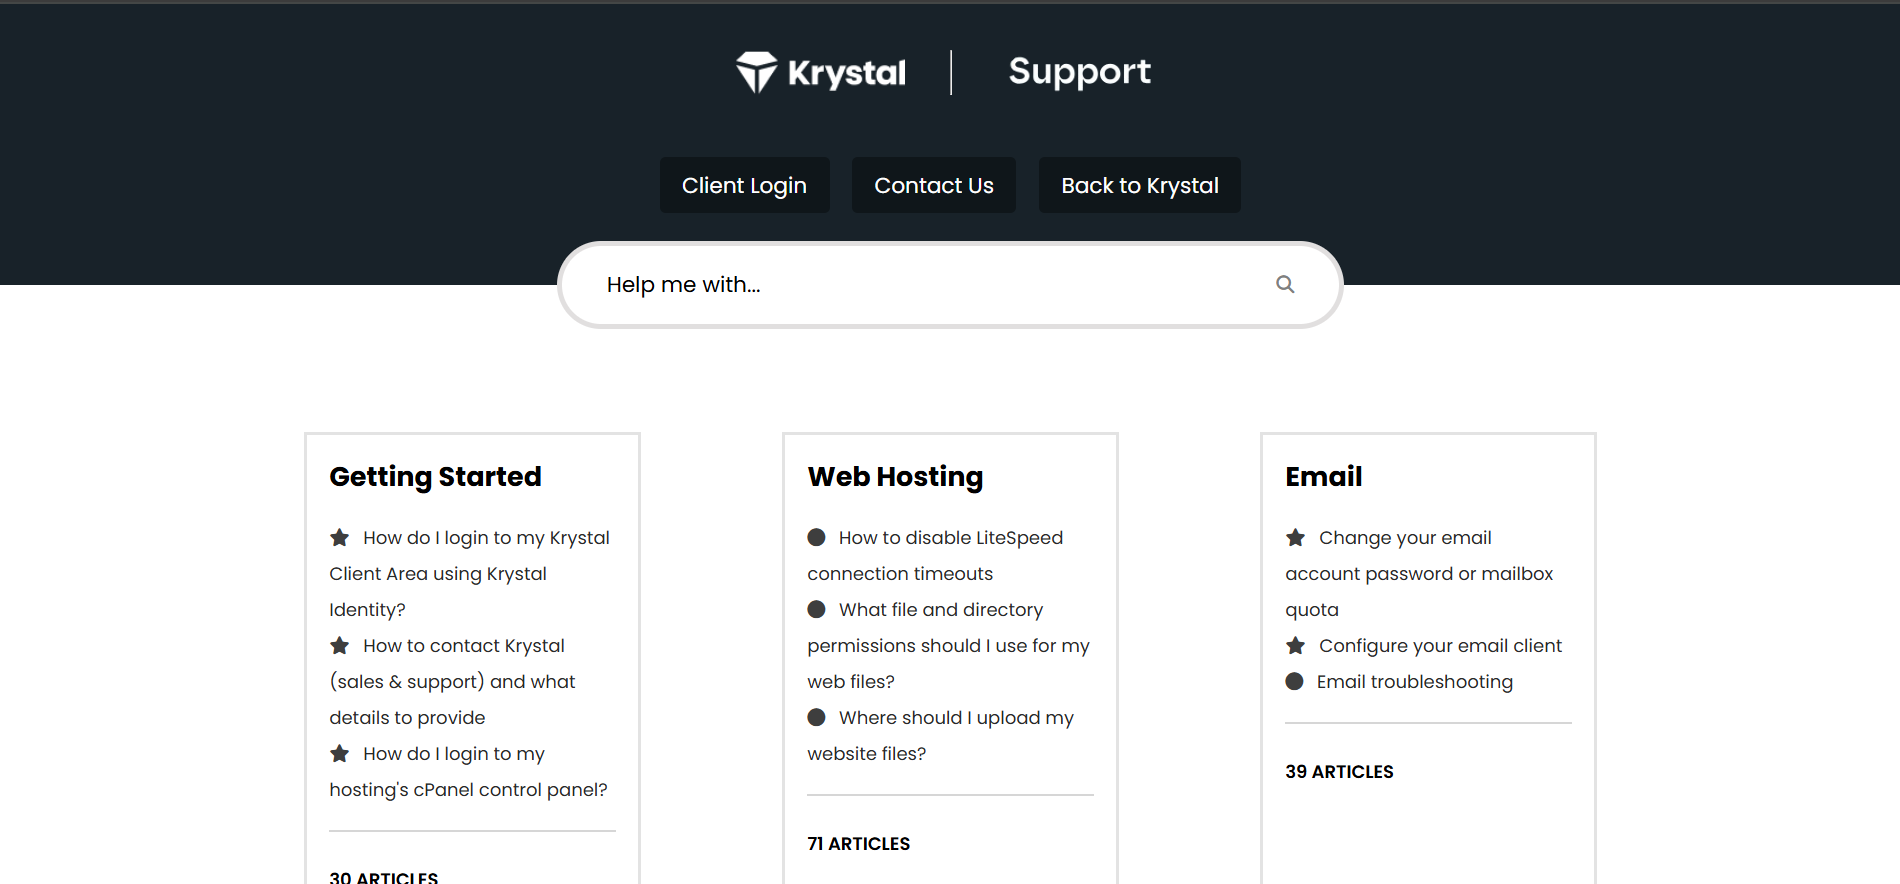 Krystal
Support
Client Login
Contact Us
Back to Krystal
Help me with...
Getting Started
How do I login to my Krystal
Client Area using Krystal
Identity?
How to contact Krystal
(sales & support) and what
details to provide
How do I login to my
hosting's cPanel control panel?
30 ARTICLES
Web Hosting
How to disable LiteSpeed
connection timeouts
What file and directory
permissions should I use for my
web files?
Where should I upload my
website files?
71 ARTICLES
Email
Change your email
account password or mailbox
quota
Configure your email client
Email troubleshooting
39 ARTICLES